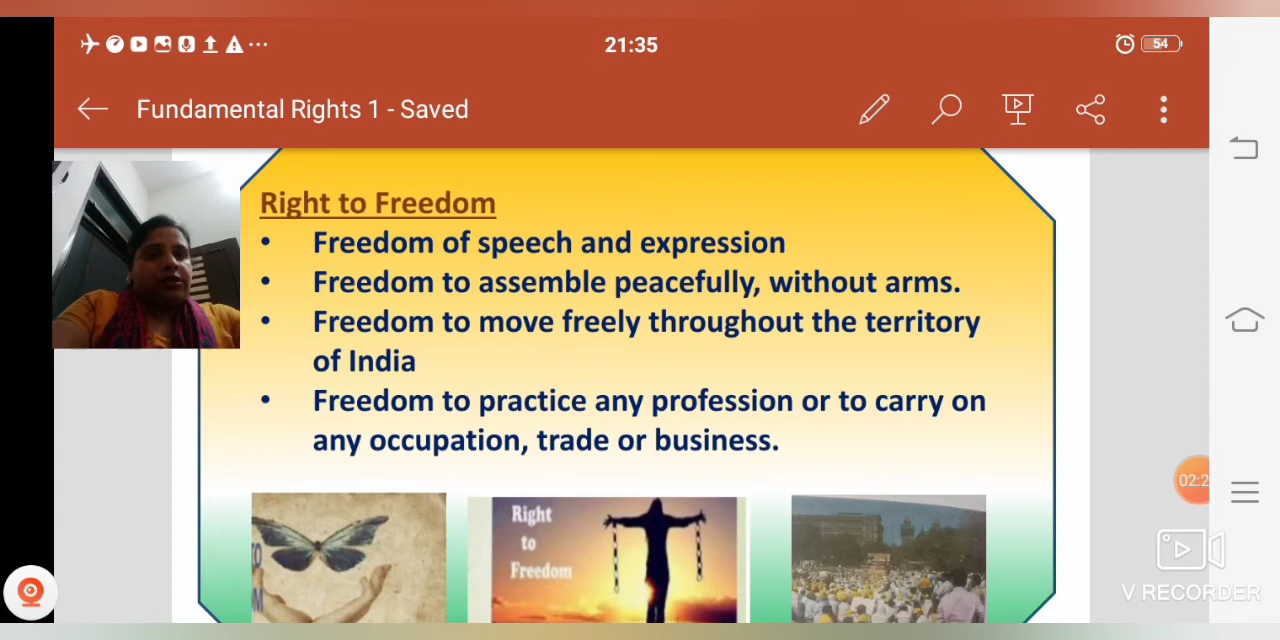 21:35
54
Fundamental Rights 1 - Saved
Right to Freedom
• Freedom of speech and expression
• Freedom to assemble peacefully, without arms.
• Freedom to move freely throughout the territory
of India
• Freedom to practice any profession or to carry on
any occupation, trade or business.
Right
to
Freedom
02:2
V RECORDER